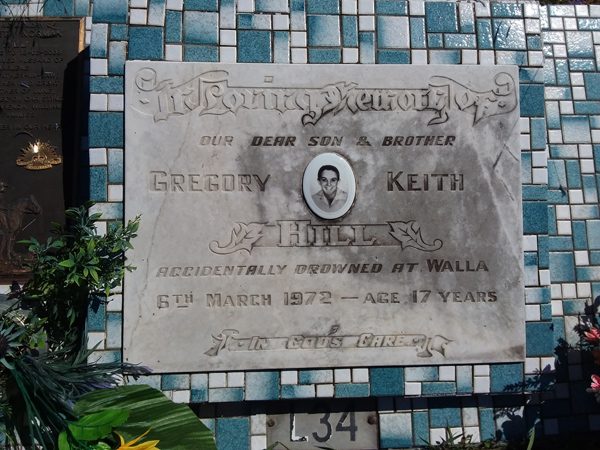 In Loving Memory Of
OUR DEAR SON & BROTHER
GREGORY KEITH
HILL
ACCIDENTALLY DROWNED AT WALLA
6TH MARCH 1972 — AGE 17 YEARS
IN GOD'S CARE
L34